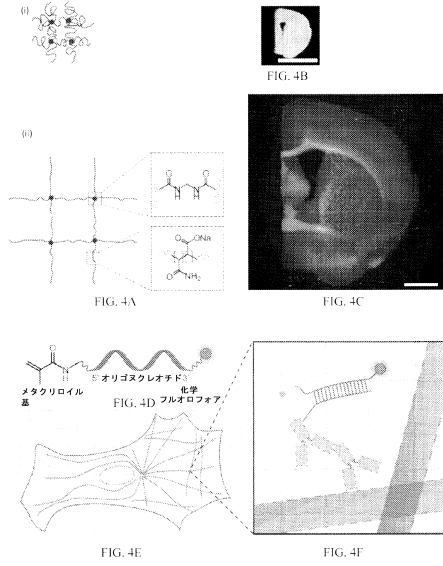 (i)
FIG. 4B
(ii)
O
O
N
H
N
H
O
ONa
O
NH₂
FIG. 4A
FIG. 4C
O
N
H
5' オリゴヌクレオチド 3'
メタクリロイル
基
化学
フルオロフォア
FIG. 4D
FIG. 4E
FIG. 4F